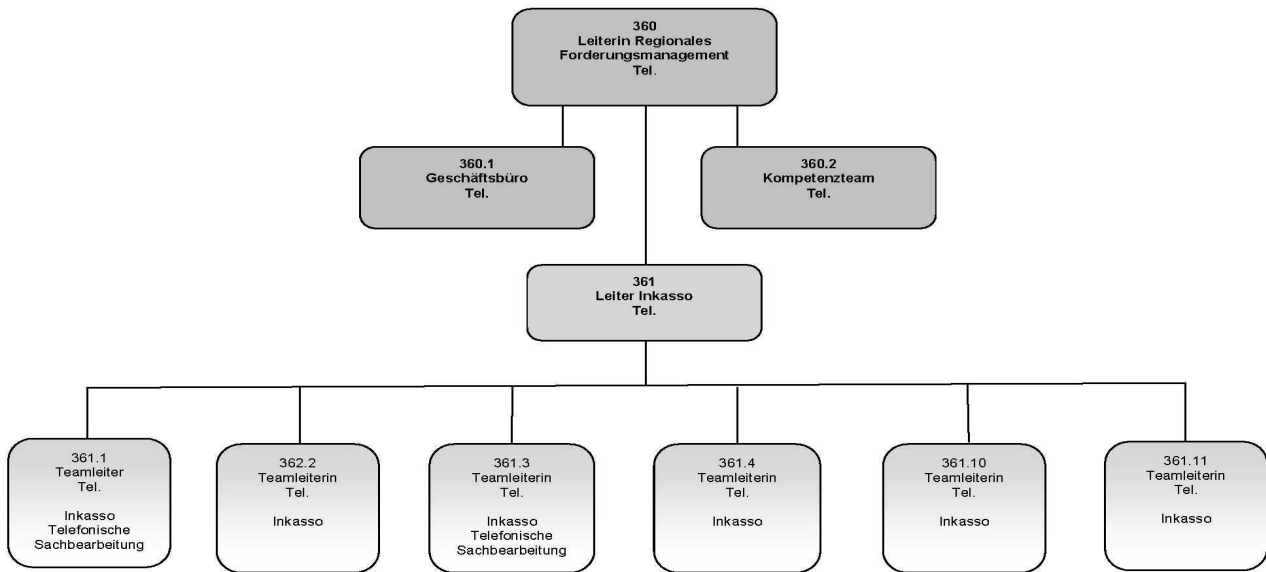 360
Leiterin Regionales
Forderungsmanagement
Tel.
360.1
Geschäftsbüro
Tel.
360.2
Kompetenzteam
Tel.
361
Leiter Inkasso
Tel.
361.1
Teamleiter
Tel.
Inkasso
Telefonische
Sachbearbeitung
362.2
Teamleiterin
Tel.
Inkasso
361.3
Teamleiterin
Tel.
Inkasso
Telefonische
Sachbearbeitung
361.4
Teamleiterin
Tel.
Inkasso
361.10
Teamleiterin
Tel.
Inkasso
361.11
Teamleiterin
Tel.
Inkasso